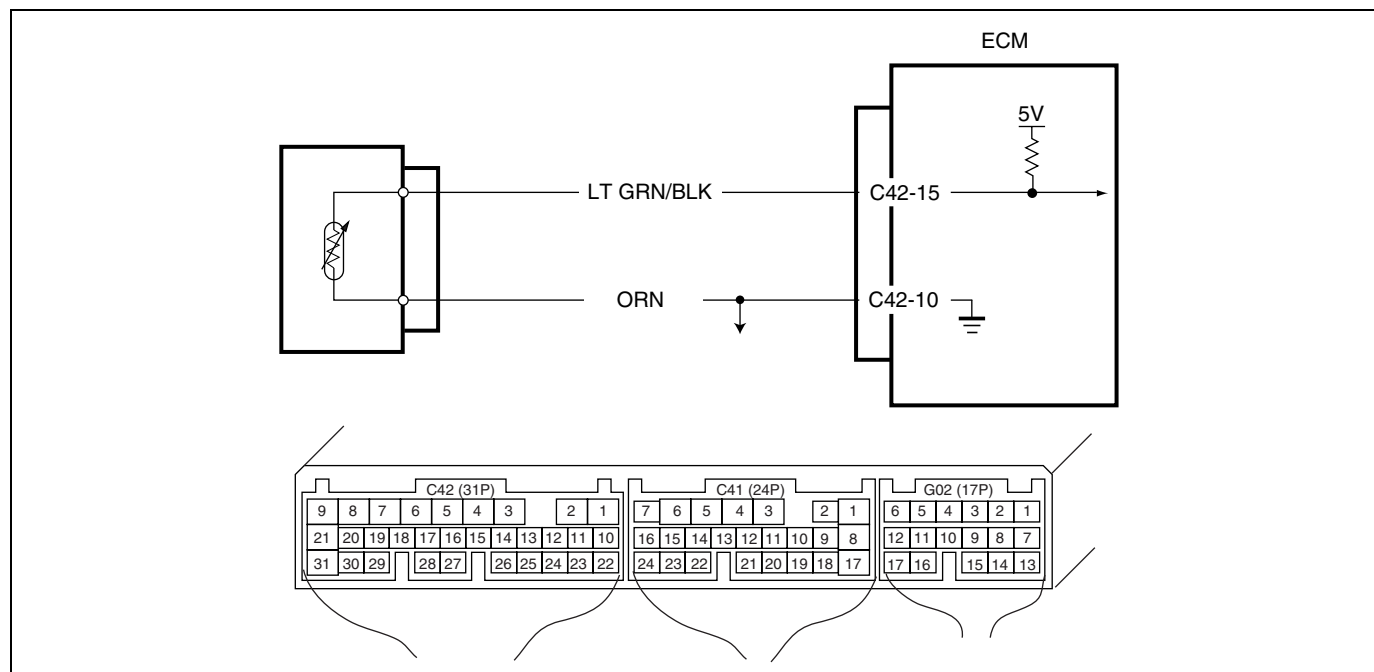 ECM
5V
LT GRN/BLK
C42-15
ORN
C42-10
C42 (31P)
C41 (24P)
G02 (17P)
9 8 7 6 5 4 3 2 1
7 6 5 4 3 2 1
6 5 4 3 2 1
21 20 19 18 17 16 15 14 13 12 11 10
16 15 14 13 12 11 10 9 8
12 11 10 9 8 7
31 30 29 28 27 26 25 24 23 22
24 23 22 21 20 19 18 17
17 16 15 14 13